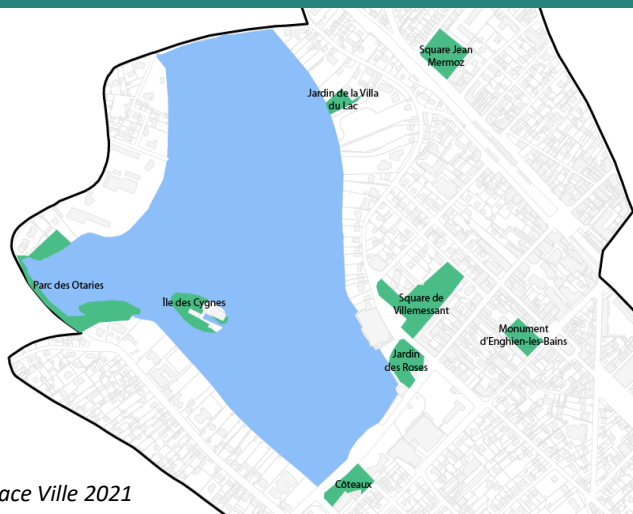 Square Jean
Mermoz
Jardin de la Villa
du Lac
Parc des Otaries
Île des Cygnes
Square de
Villemessant
Monument
d'Enghien-les-Bains
Jardin
des Roses
Côteaux
ace Ville 2021